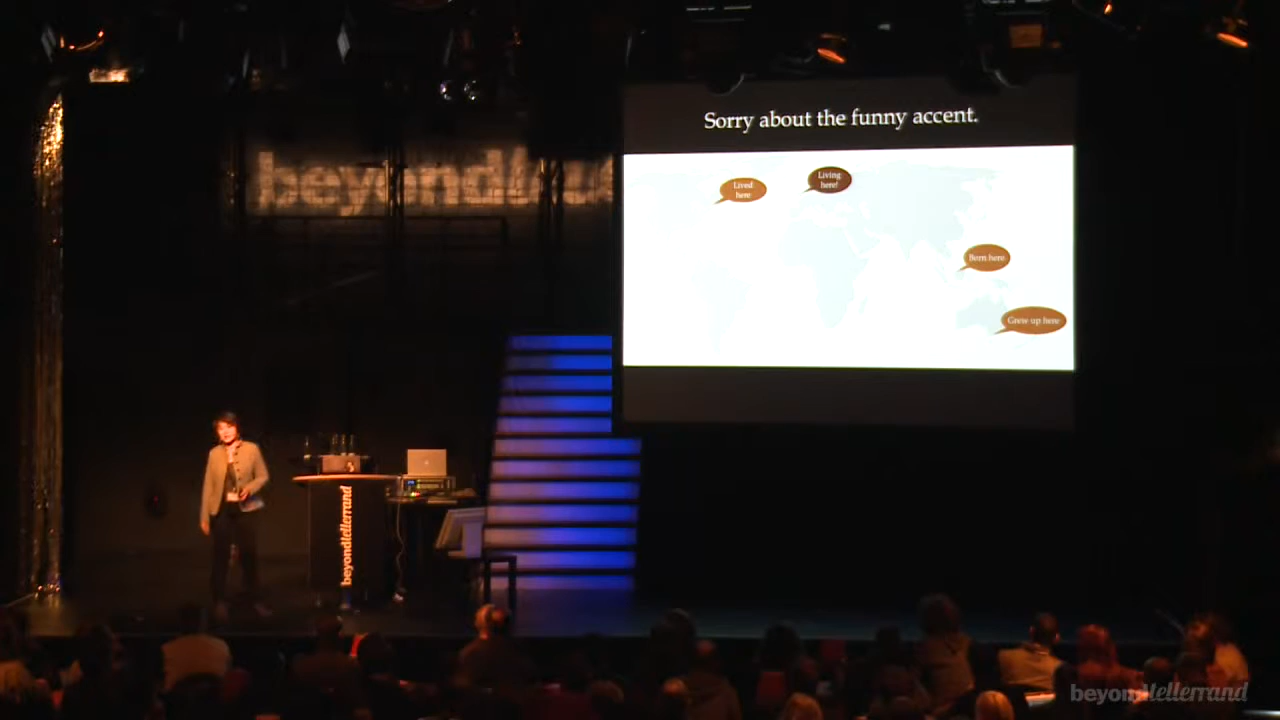 Sorry about the funny accent.
Lived
here
Living
here!
Born here
Grew up here
beyond
beyondtellerrand
beyondtellerrand